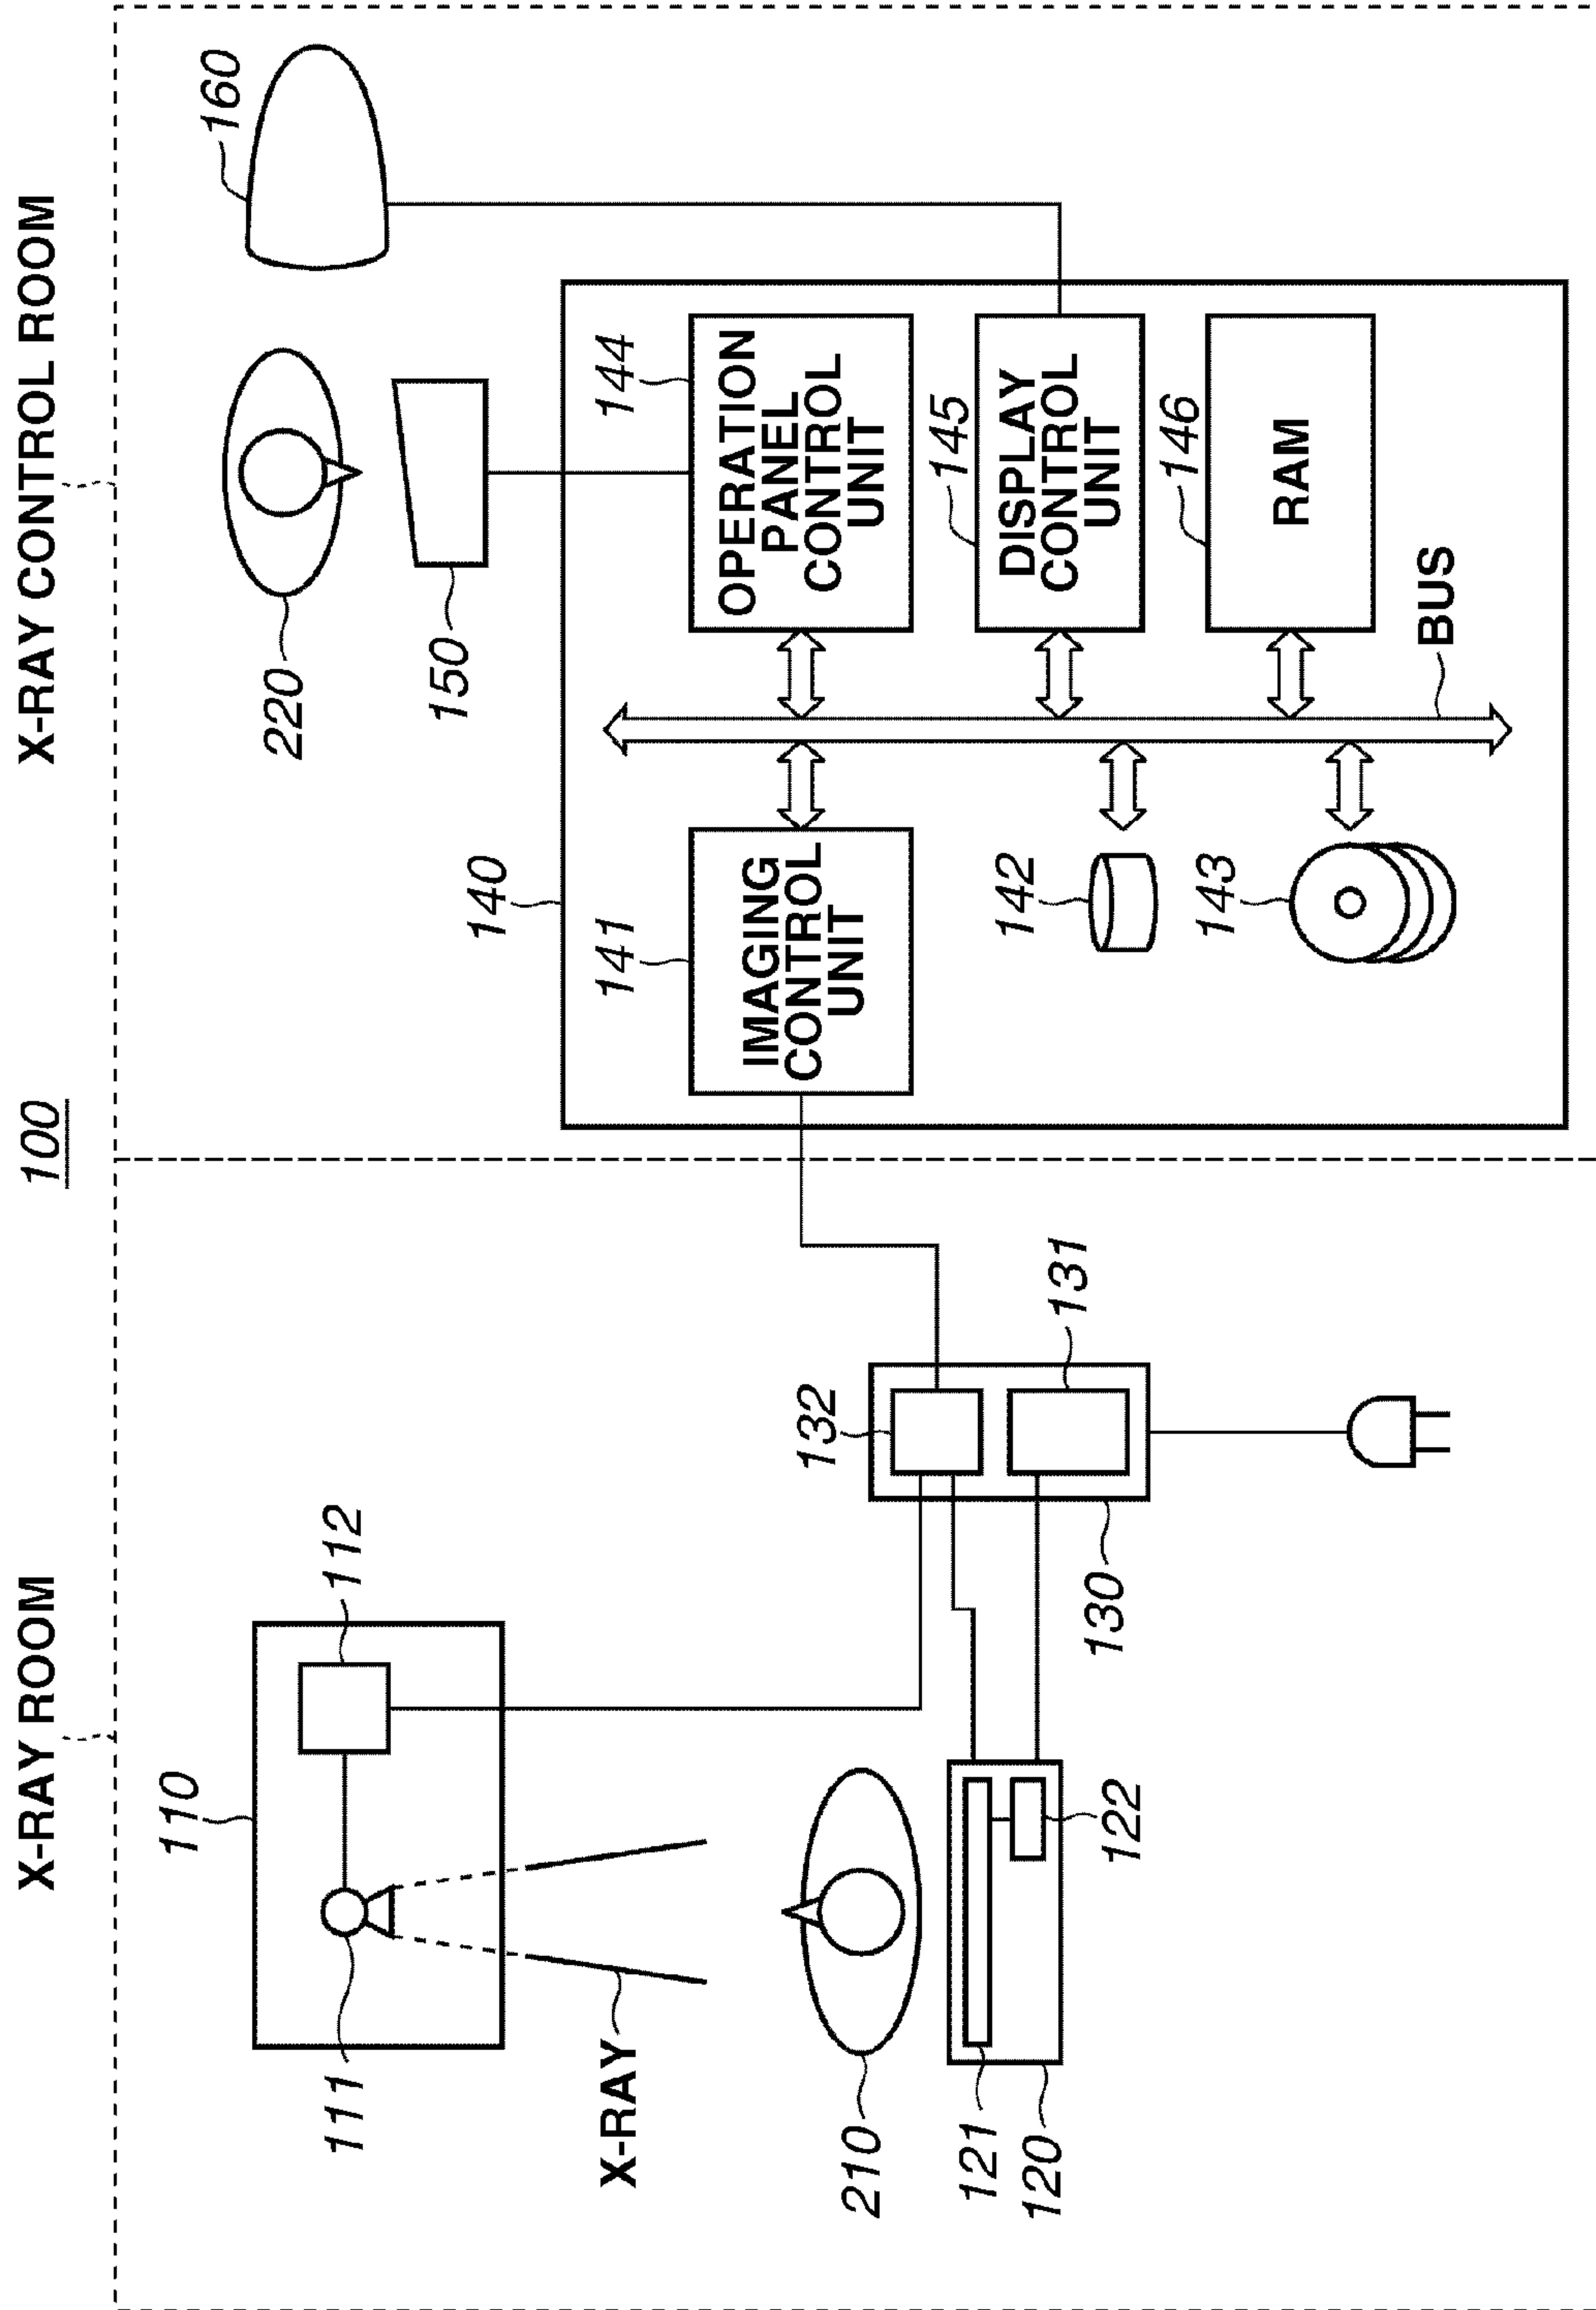 100
X-RAY ROOM
X-RAY CONTROL ROOM
110
112
111
X-RAY
210
121
120
122
132
131
130
140
141
IMAGING
CONTROL
UNIT
142
143
220
150
160
144
OPERATION
PANEL
CONTROL
UNIT
145
DISPLAY
CONTROL
UNIT
146
RAM
BUS